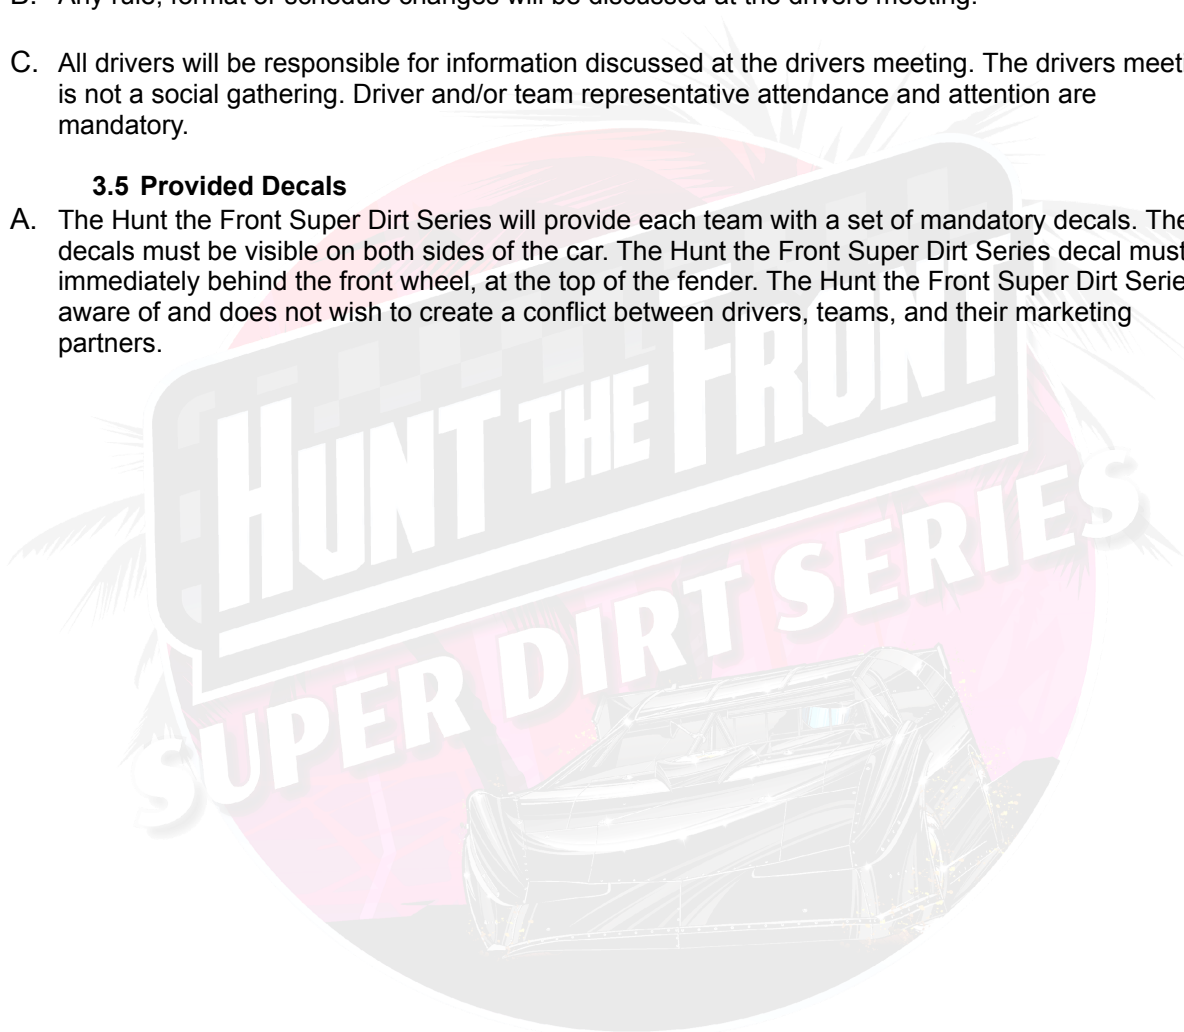 B. Any rule, format or schedule changes will be discussed at the drivers meeting.
C. All drivers will be responsible for information discussed at the drivers meeting. The drivers meeti
is not a social gathering. Driver and/or team representative attendance and attention are
mandatory.
3.5 Provided Decals
A. The Hunt the Front Super Dirt Series will provide each team with a set of mandatory decals. The
decals must be visible on both sides of the car. The Hunt the Front Super Dirt Series decal must
immediately behind the front wheel, at the top of the fender. The Hunt the Front Super Dirt Serie
aware of and does not wish to create a conflict between drivers, teams, and their marketing
partners.
HUNT THE FRONT
SUPER DIRT SERIES